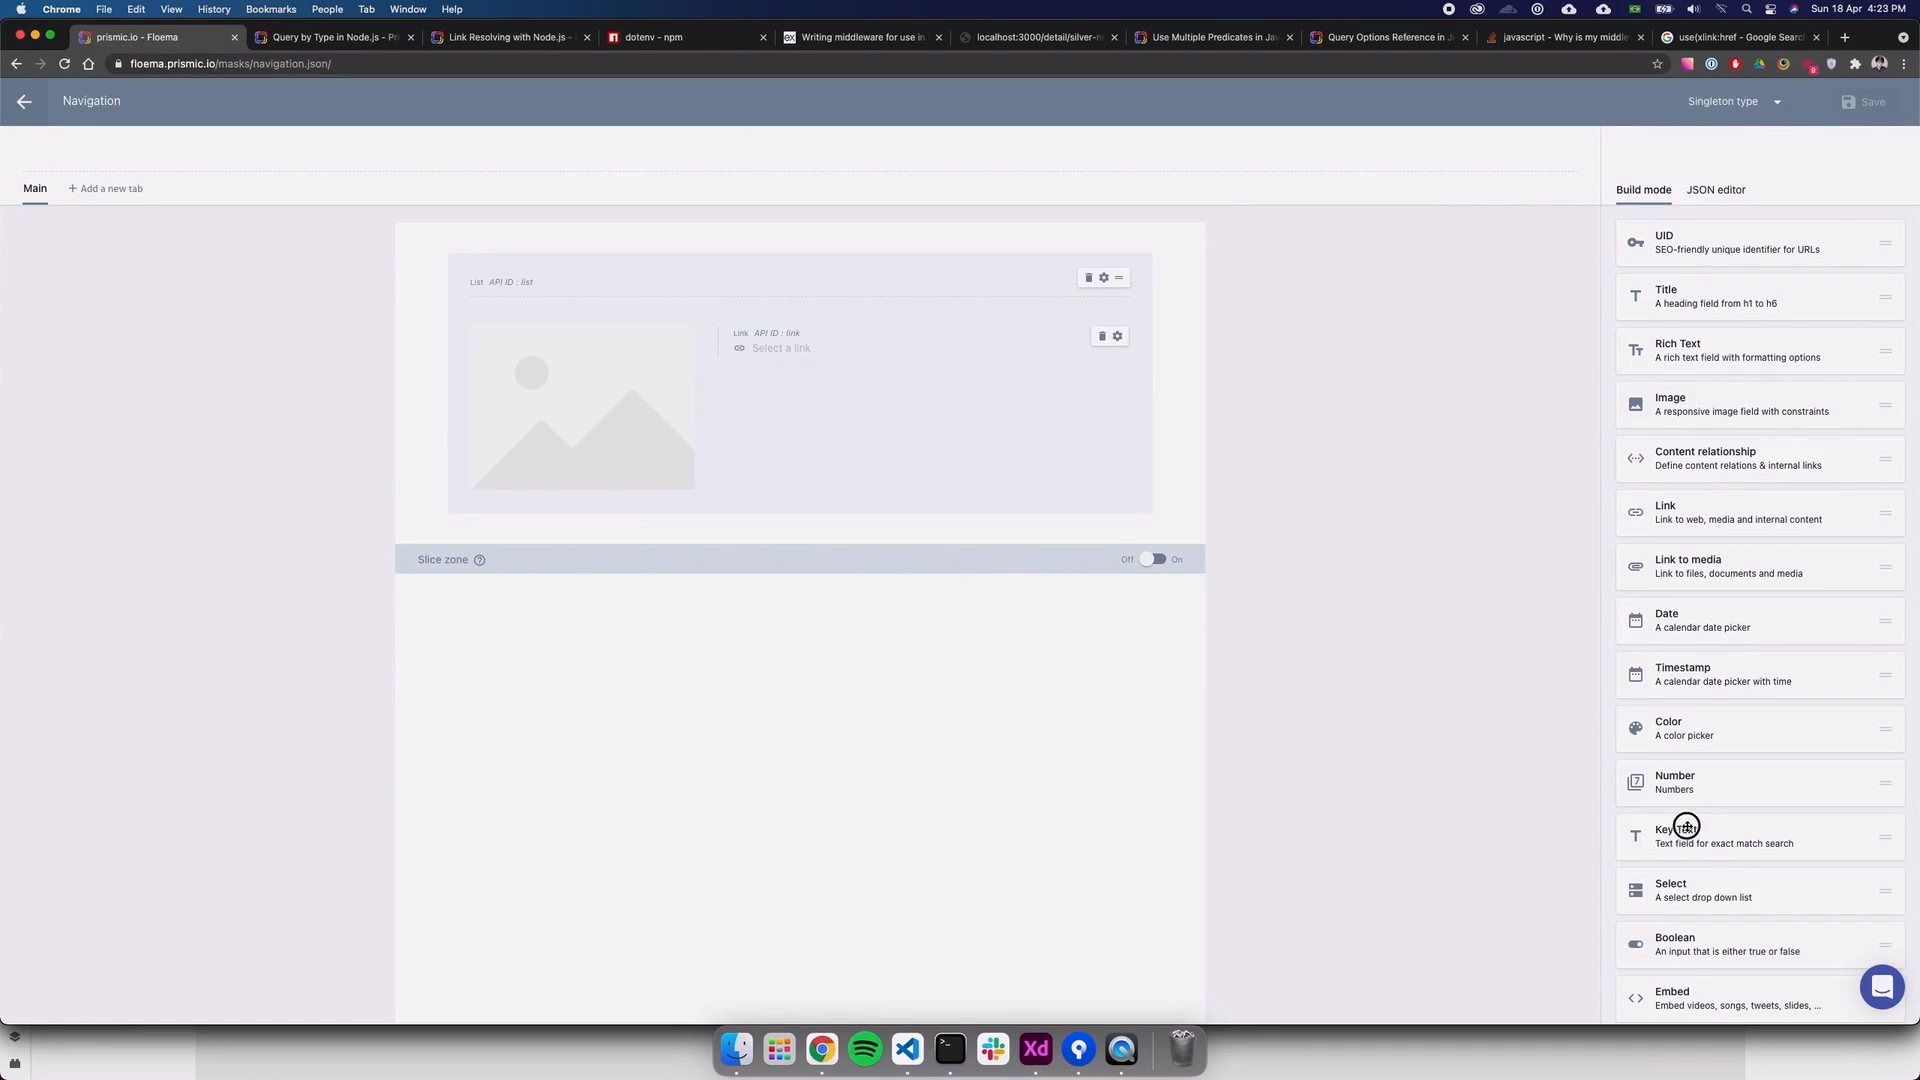 Chrome File Edit View History Bookmarks People Tab Window Help
Sun 18 Apr 4:23 PM
prismic.io - Floema
Query by Type in Node.js - Pri
Link Resolving with Node.js -
dotenv - npm
Writing middleware for use in
localhost:3000/detail/silver-n
Use Multiple Predicates in Jav
Query Options Reference in J
javascript - Why is my middle
use(xlink:href - Google Searc
floema.prismic.io/masks/navigation.json/
9
Navigation
Singleton type
Save
Main
+ Add a new tab
Build mode
JSON editor
List API ID : list
Link API ID : link
Select a link
Slice zone ?
Off
On
UID
SEO-friendly unique identifier for URLs
Title
A heading field from h1 to h6
Rich Text
A rich text field with formatting options
Image
A responsive image field with constraints
Content relationship
Define content relations & internal links
Link
Link to web, media and internal content
Link to media
Link to files, documents and media
Date
A calendar date picker
Timestamp
A calendar date picker with time
Color
A color picker
7
Number
Numbers
Key
Text field for exact match search
Select
A select drop down list
Boolean
An input that is either true or false
Embed
Embed videos, songs, tweets, slides, ...
Xd